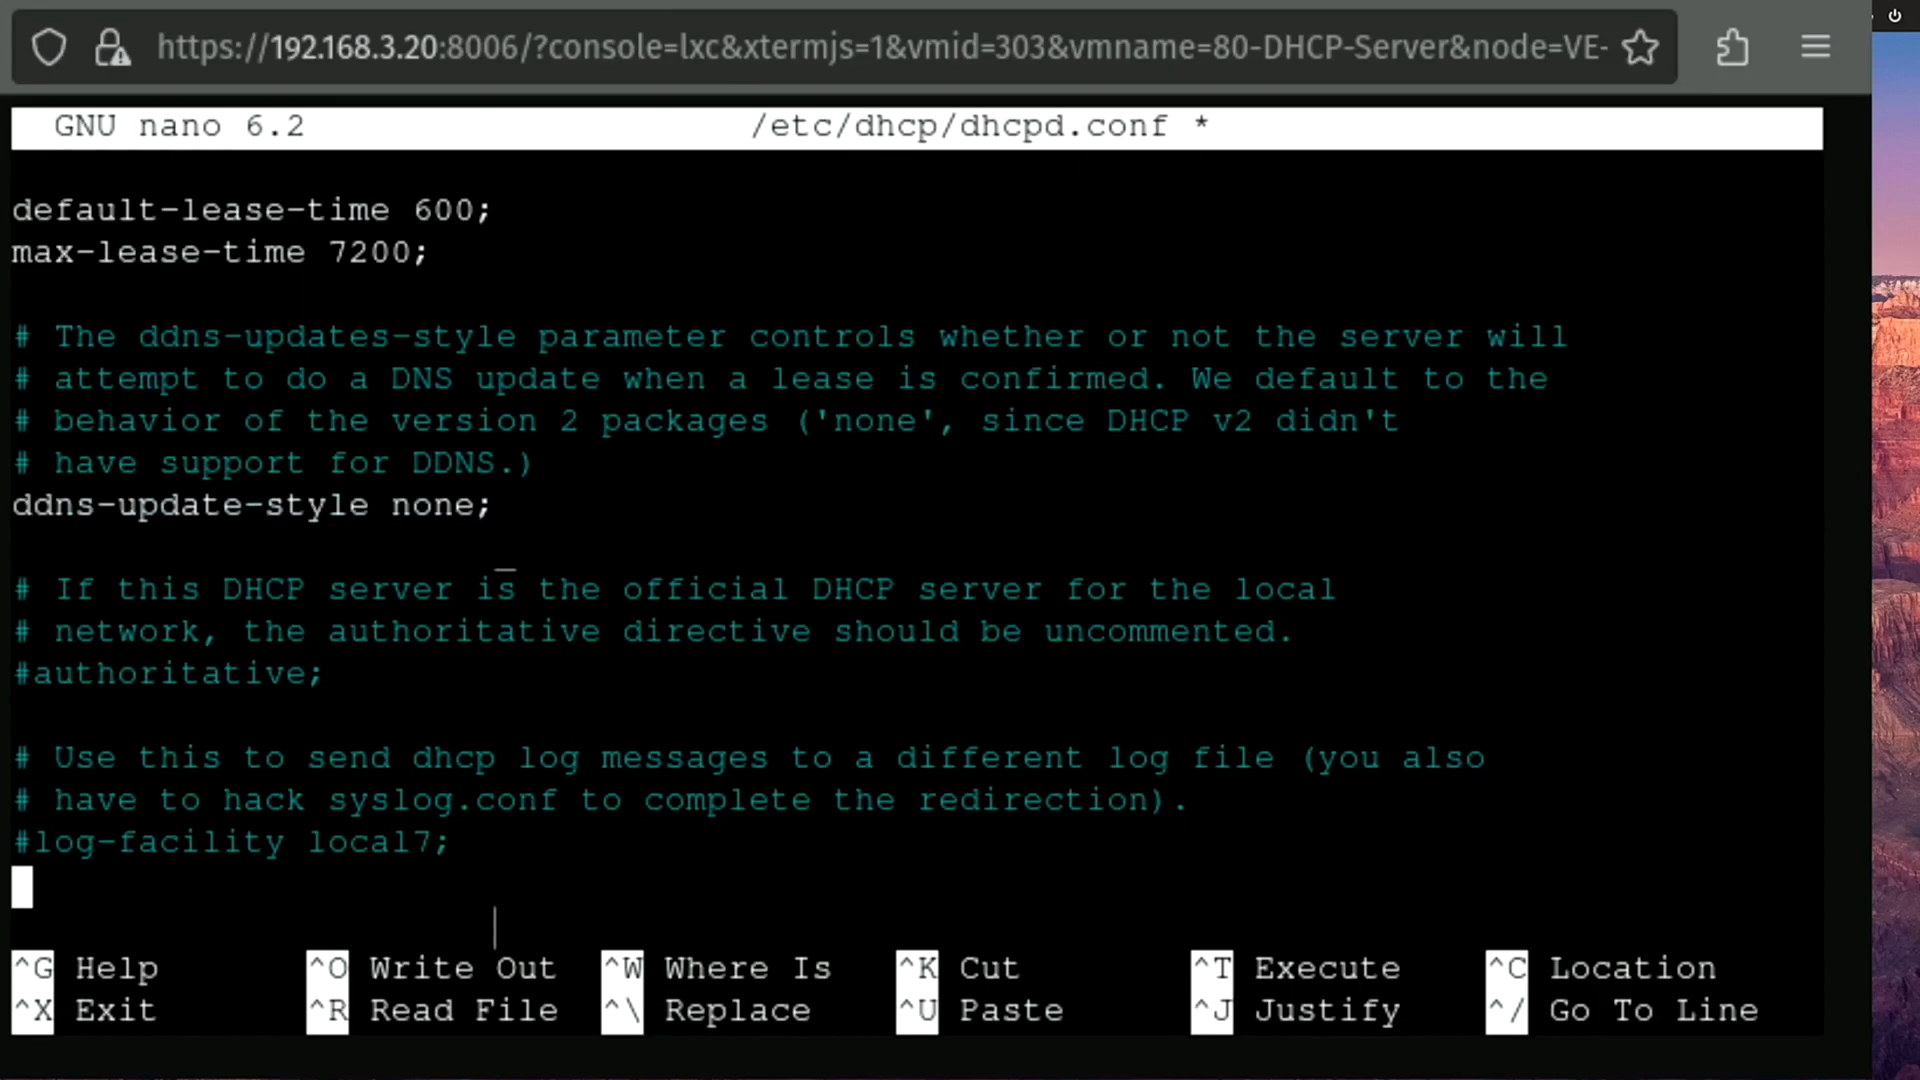 https://192.168.3.20:8006/?console=lxc&xtermjs=1&vmid=303&vmname=80-DHCP-Server&node=VE-
GNU nano 6.2 /etc/dhcp/dhcpd.conf *
default-lease-time 600;
max-lease-time 7200;
# The ddns-updates-style parameter controls whether or not the server will
# attempt to do a DNS update when a lease is confirmed. We default to the
# behavior of the version 2 packages ('none', since DHCP v2 didn't
# have support for DDNS.)
ddns-update-style none;
# If this DHCP server is the official DHCP server for the local
# network, the authoritative directive should be uncommented.
#authoritative;
# Use this to send dhcp log messages to a different log file (you also
# have to hack syslog.conf to complete the redirection).
#log-facility local7;
^G Help ^O Write Out ^W Where Is ^K Cut ^T Execute ^C Location
^X Exit ^R Read File ^\ Replace ^U Paste ^J Justify ^/ Go To Line